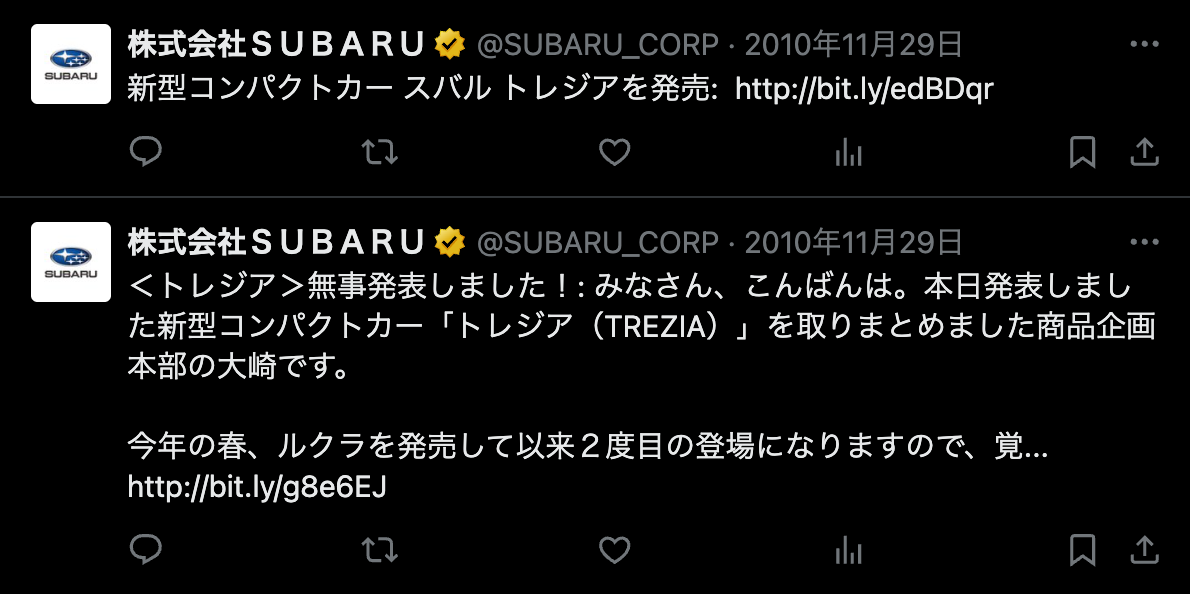 株式会社ＳＵＢＡＲＵ @SUBARU_CORP · 2010年11月29日
SUBARU
新型コンパクトカー スバル トレジアを発売: http://bit.ly/edBDqr
株式会社ＳＵＢＡＲＵ @SUBARU_CORP · 2010年11月29日
SUBARU
＜トレジア＞無事発表しました！: みなさん、こんばんは。本日発表しまし
た新型コンパクトカー「トレジア（TREZIA）」を取りまとめました商品企画
本部の大崎です。
今年の春、ルクラを発売して以来２度目の登場になりますので、覚...
http://bit.ly/g8e6EJ